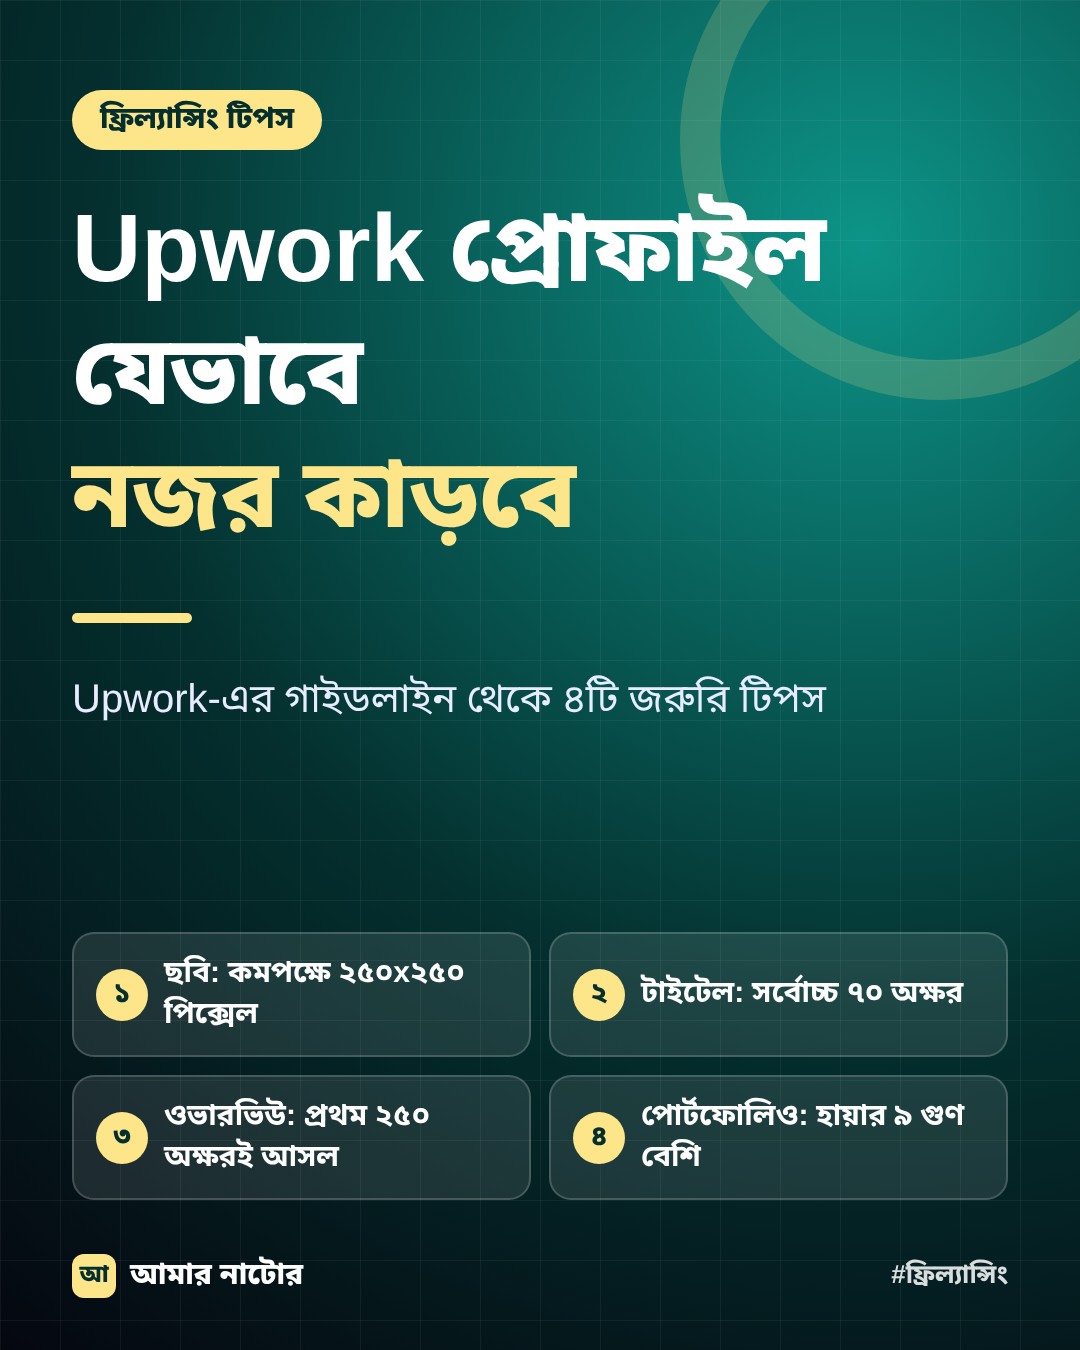 ফ্রিল্যান্সিং টিপস
Upwork প্রোফাইল
যেভাবে
নজর কাড়বে
Upwork-এর গাইডলাইন থেকে ৪টি জরুরি টিপস
১ ছবি: কমপক্ষে ২৫০x২৫০
পিক্সেল
২ টাইটেল: সর্বোচ্চ ৭০ অক্ষর
৩ ওভারভিউ: প্রথম ২৫০
অক্ষরই আসল
৪ পোর্টফোলিও: হায়ার ৯ গুণ
বেশি
আ আমার নাটোর
#ফ্রিল্যান্সিং